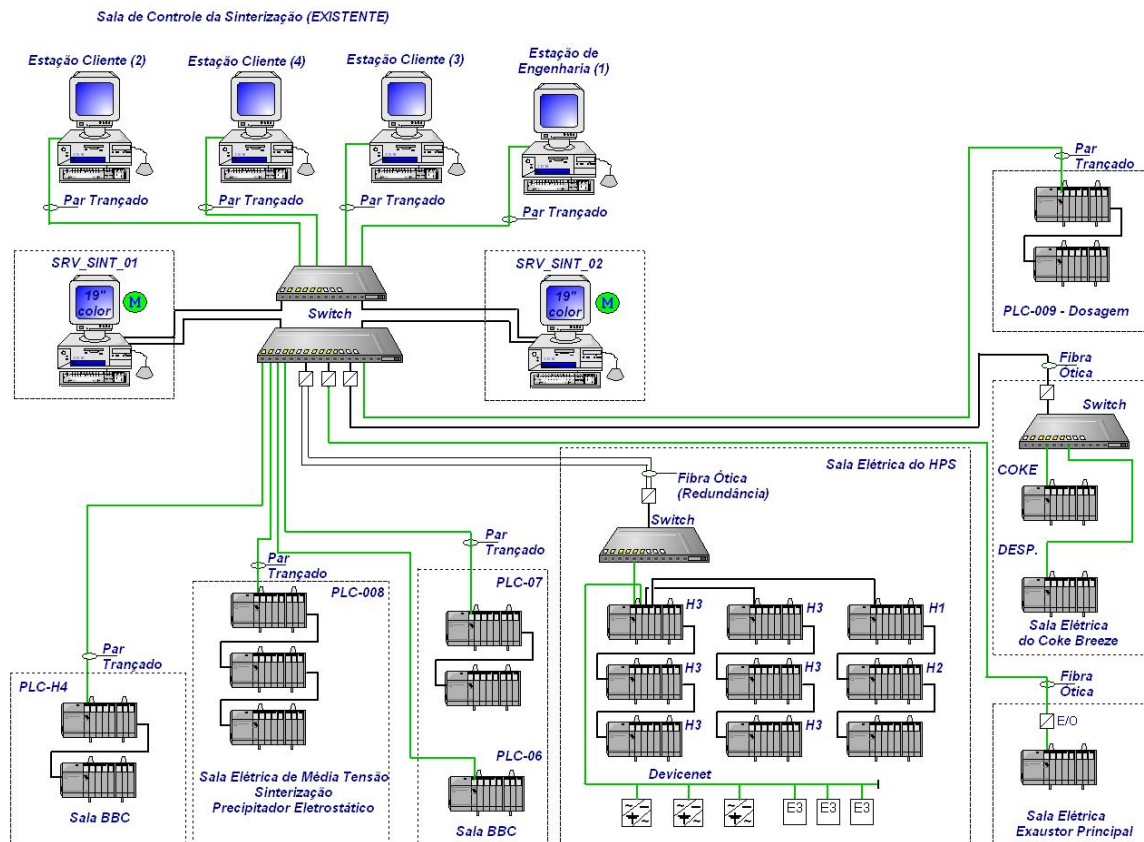 Sala de Controle da Sinterização (EXISTENTE)
Estação Cliente (2)
Estação Cliente (4)
Estação Cliente (3)
Estação de
Engenharia (1)
Par Trançado
Par Trançado
Par Trançado
Par Trançado
Par
Trançado
SRV_SINT_01
19"
color
M
Switch
SRV_SINT_02
19"
color
M
PLC-009 - Dosagem
Fibra
Ótica
Switch
COKE
DESP.
Sala Elétrica
do Coke Breeze
Sala Elétrica do HPS
Fibra Ótica
(Redundância)
Switch
H3
H3
H1
H3
H3
H2
H3
H3
Devicenet
E3
E3
E3
Par
Trançado
PLC-07
PLC-06
Sala BBC
Par
Trançado
PLC-008
Sala Elétrica de Média Tensão
Sinterização
Precipitador Eletrostático
Par
Trançado
PLC-H4
Sala BBC
Fibra
Ótica
E/O
Sala Elétrica
Exaustor Principal